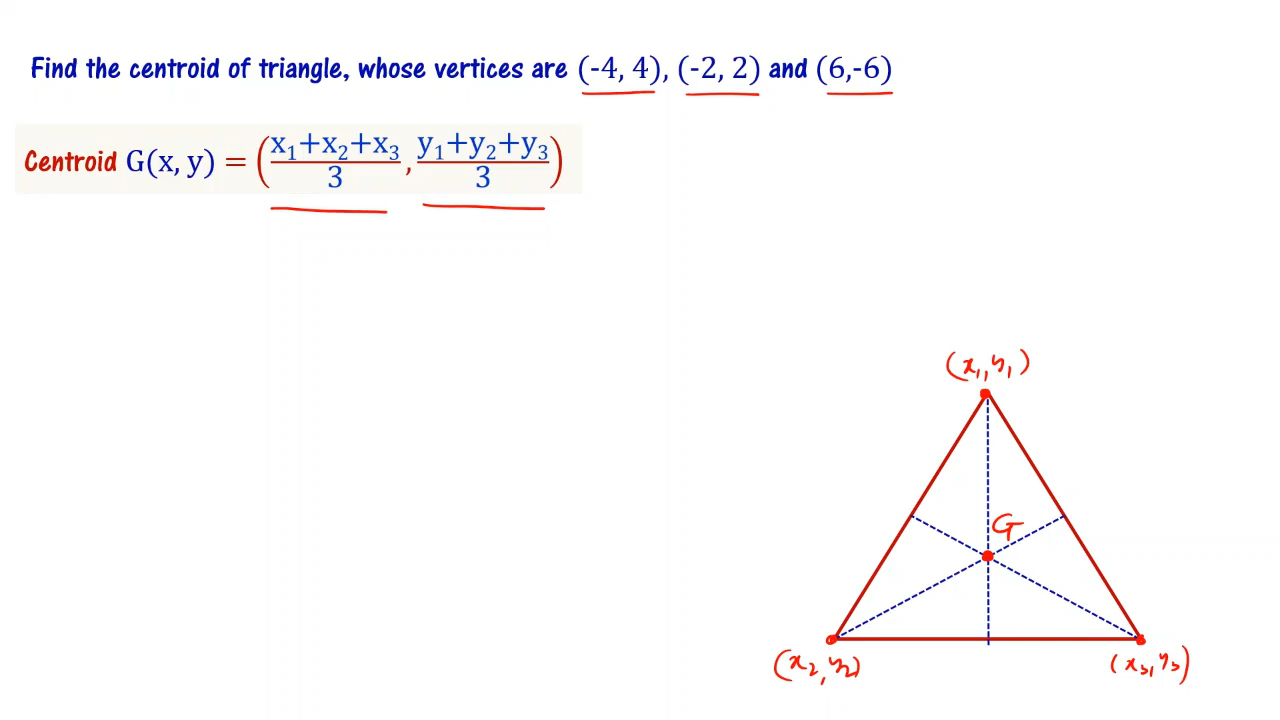 Find the centroid of triangle, whose vertices are (-4, 4), (-2, 2) and (6,-6)
Centroid G(x, y) = (x₁+x₂+x₃/3, y₁+y₂+y₃/3)
(x₁, y₁)
G
(x₂, y₂)
(x₃, y₃)